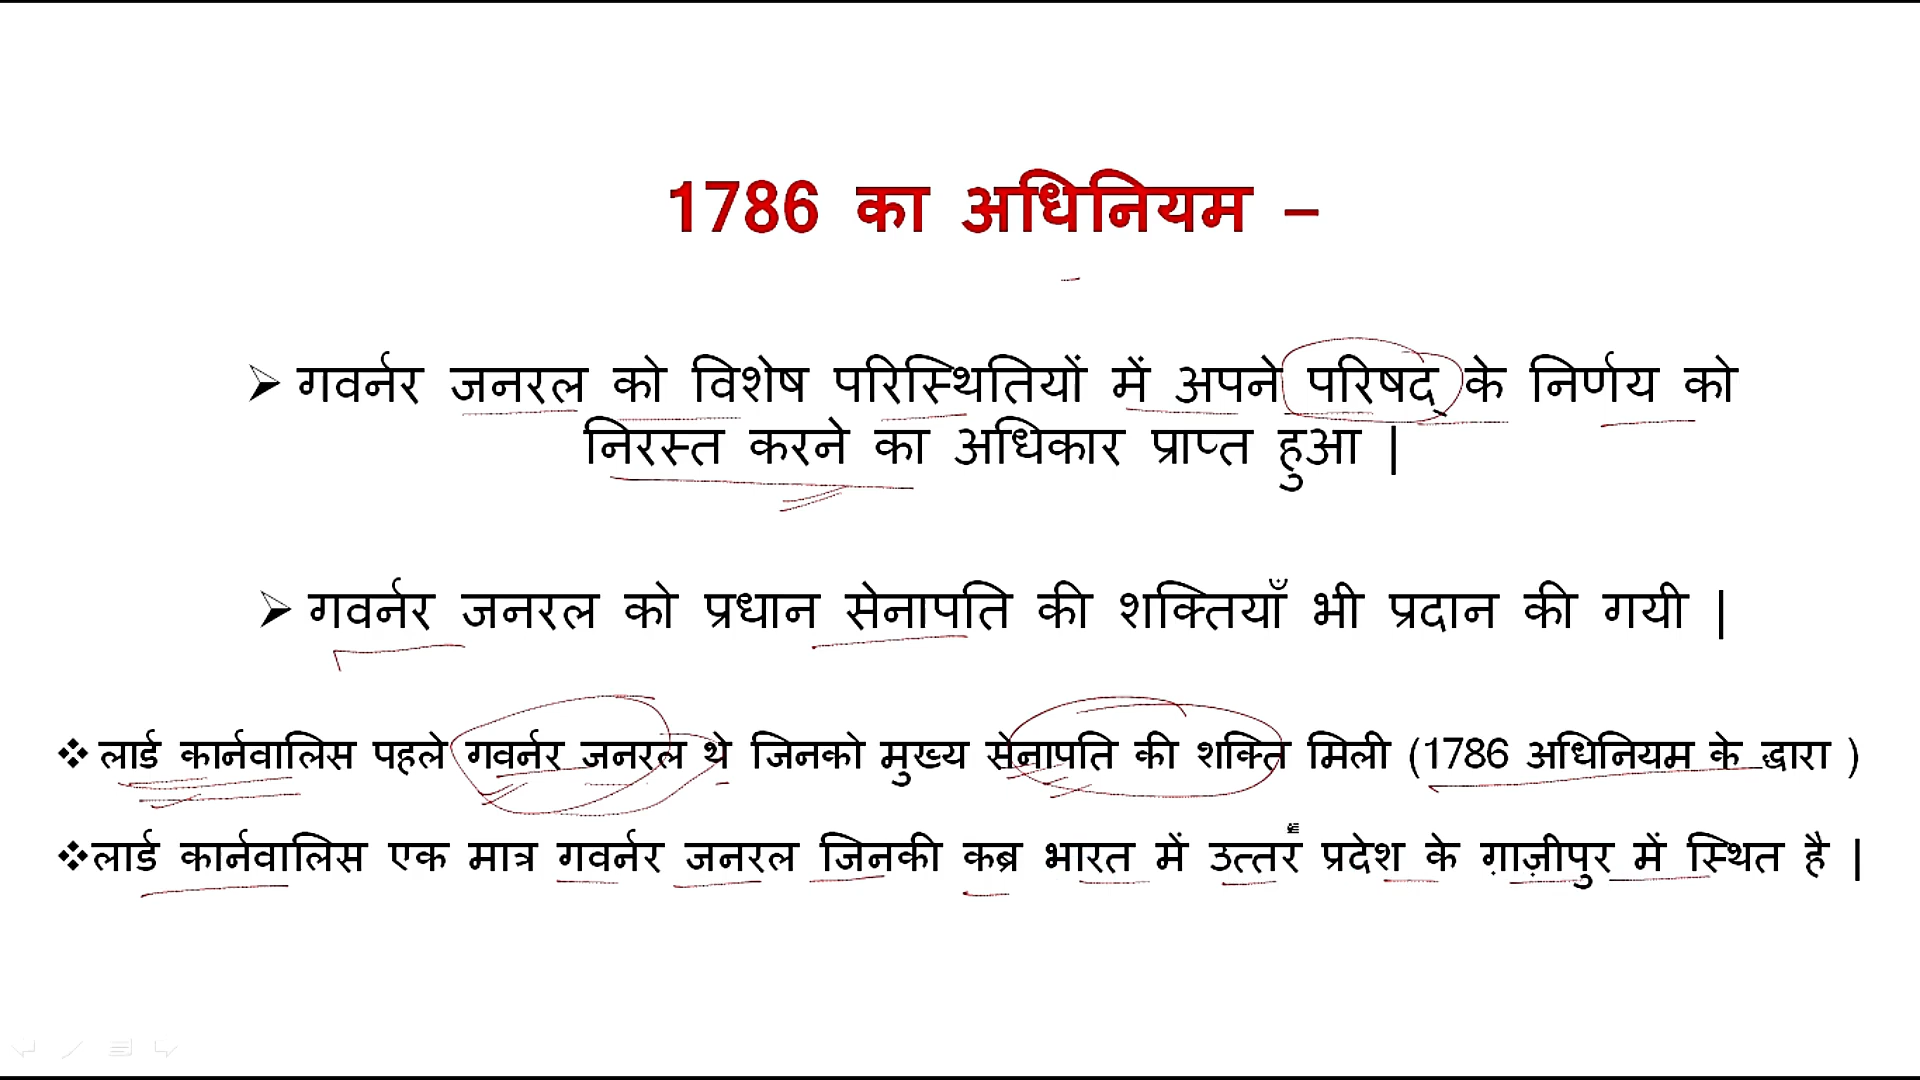 1786 का अधिनियम –
➢ गवर्नर जनरल को विशेष परिस्थितियों में अपने परिषद् के निर्णय को
निरस्त करने का अधिकार प्राप्त हुआ |
➢ गवर्नर जनरल को प्रधान सेनापति की शक्तियाँ भी प्रदान की गयी |
❖ लार्ड कार्नवालिस पहले गवर्नर जनरल थे जिनको मुख्य सेनापति की शक्ति मिली (1786 अधिनियम के द्धारा )
❖लार्ड कार्नवालिस एक मात्र गवर्नर जनरल जिनकी कब्र भारत में उत्तर प्रदेश के ग़ाज़ीपुर में स्थित है |